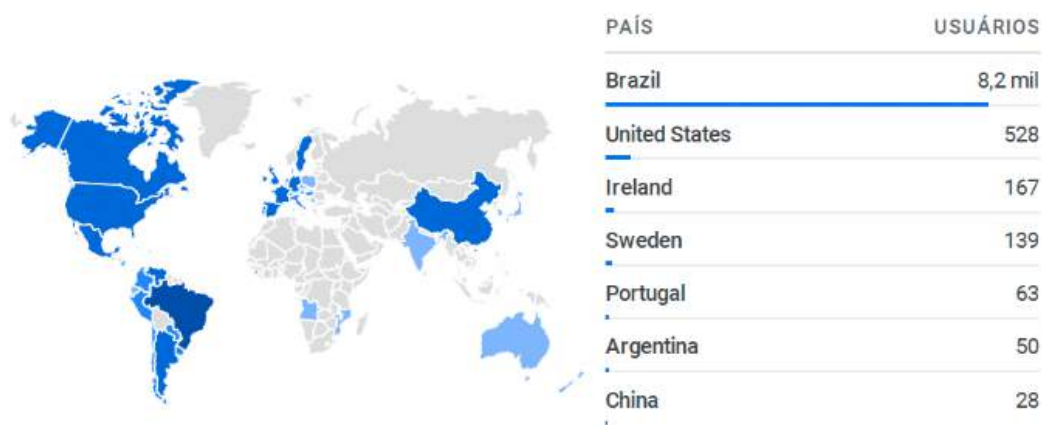 PAÍS USUÁRIOS
Brazil 8,2 mil
United States 528
Ireland 167
Sweden 139
Portugal 63
Argentina 50
China 28